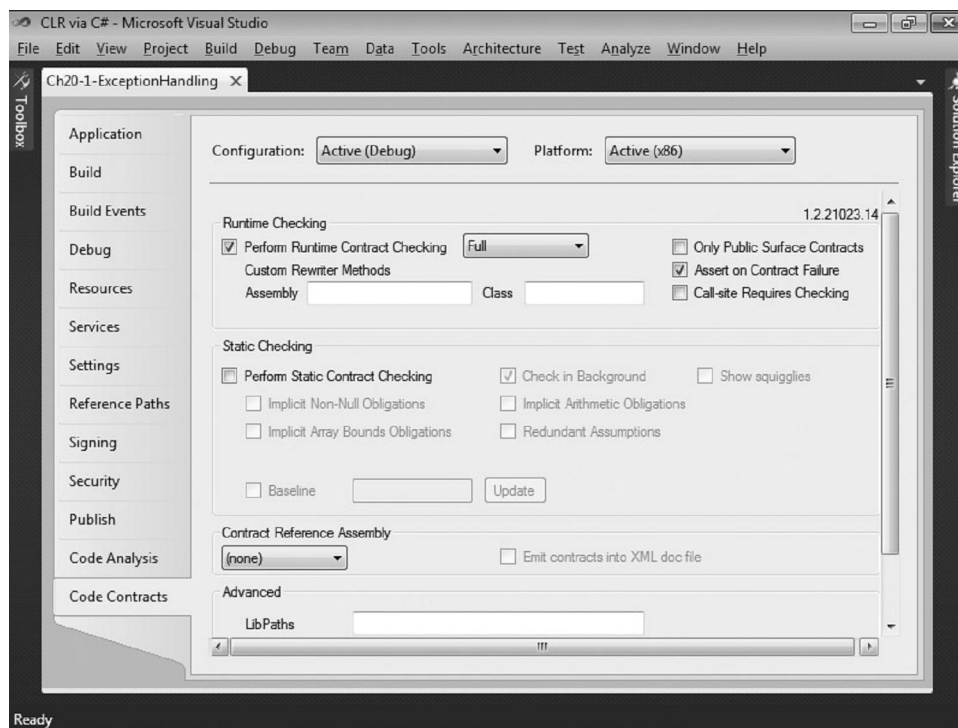 CLR via C# - Microsoft Visual Studio
File Edit View Project Build Debug Team Data Tools Architecture Test Analyze Window Help
Ch20-1-ExceptionHandling X
Toolbox
Solution Explorer
Application
Build
Build Events
Debug
Resources
Services
Settings
Reference Paths
Signing
Security
Publish
Code Analysis
Code Contracts
Configuration: Active (Debug) Platform: Active (x86)
1.2.21023.14
Runtime Checking
Perform Runtime Contract Checking Full Only Public Surface Contracts
Custom Rewriter Methods Assert on Contract Failure
Assembly Class Call-site Requires Checking
Static Checking
Perform Static Contract Checking Check in Background Show squigglies
Implicit Non-Null Obligations Implicit Arithmetic Obligations
Implicit Array Bounds Obligations Redundant Assumptions
Baseline Update
Contract Reference Assembly
(none) Emit contracts into XML doc file
Advanced
LibPaths
Ready